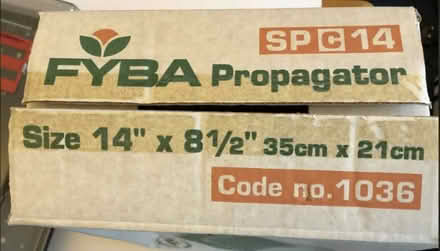 SPC14
FYBA Propagator
Size 14" x 8½" 35cm x 21cm
Code no.1036